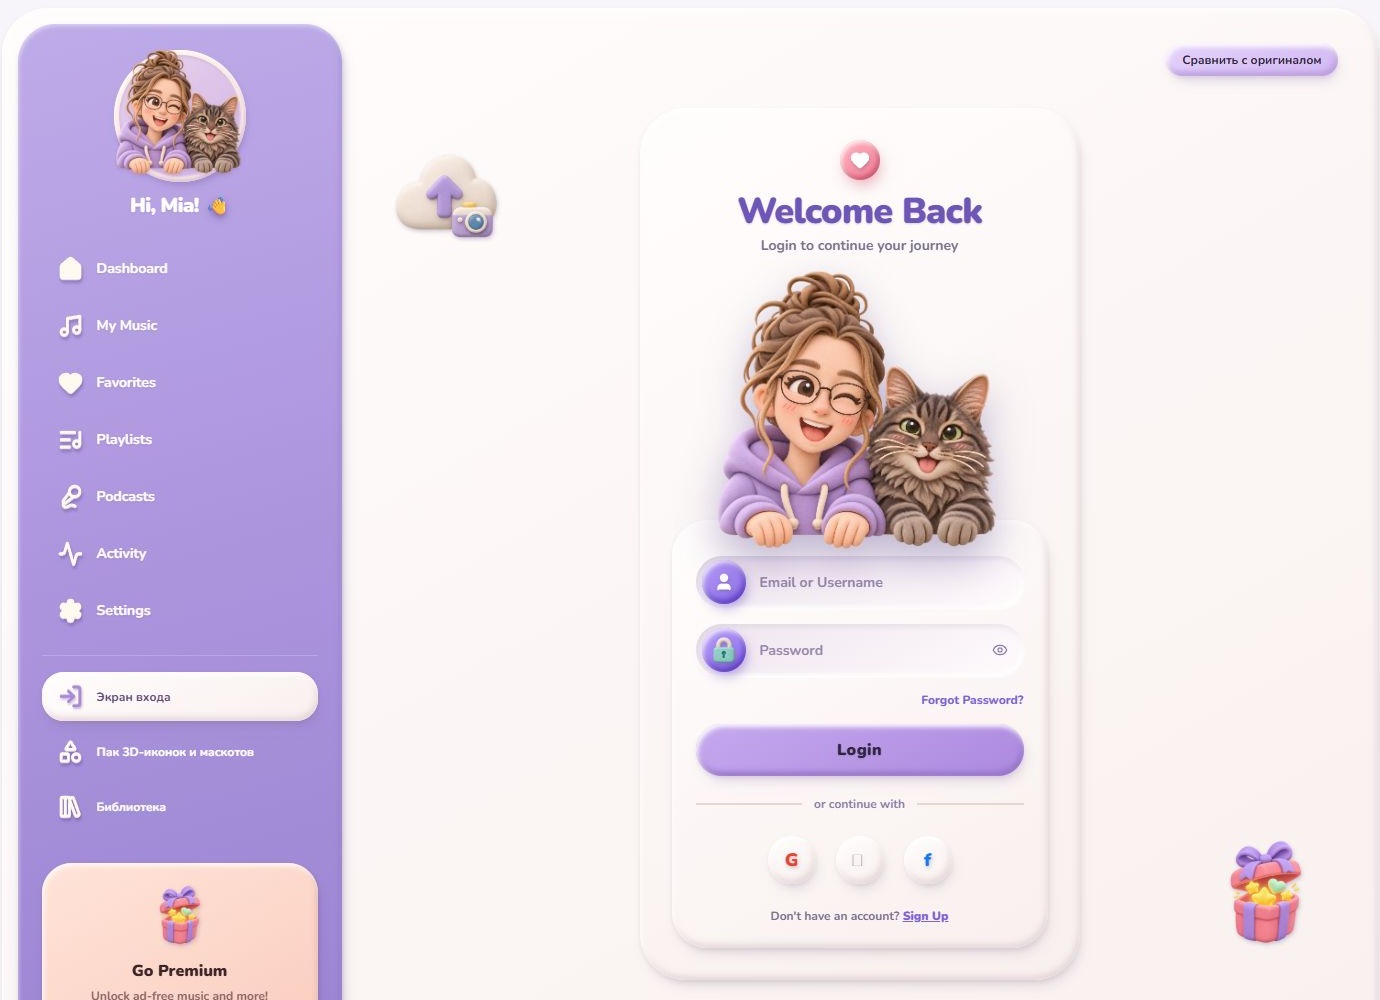 Сравнить с оригиналом
Hi, Mia! 👋
Dashboard
My Music
Favorites
Playlists
Podcasts
Activity
Settings
Экран входа
Пак 3D-иконок и маскотов
Библиотека
Go Premium
Unlock ad-free music and more!
Welcome Back
Login to continue your journey
Email or Username
Password
Forgot Password?
Login
or continue with
G
f
Don't have an account? Sign Up